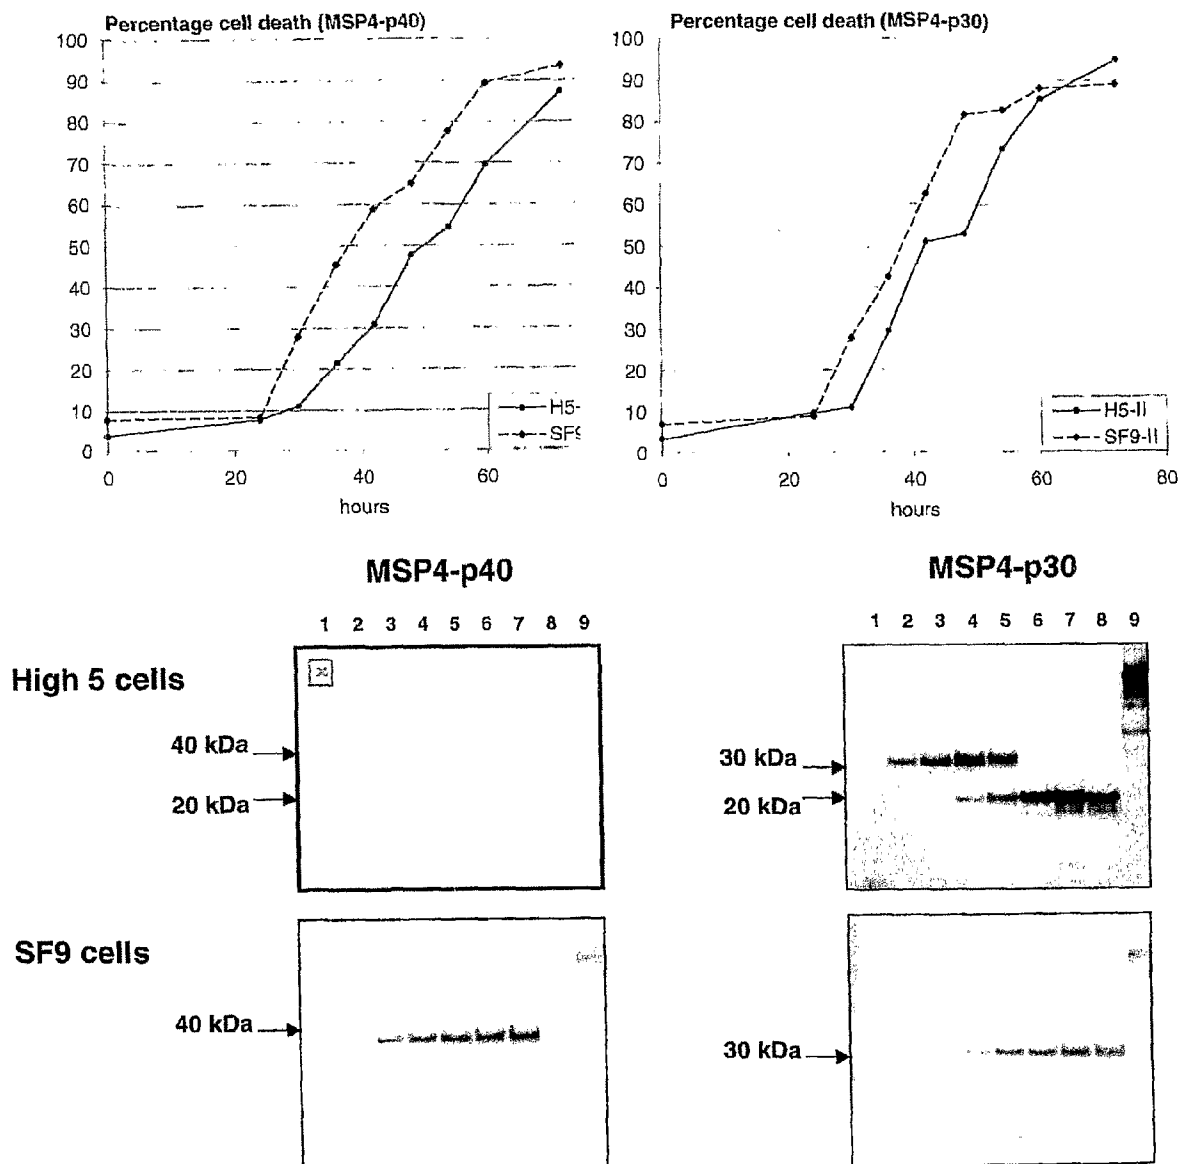 Percentage cell death (MSP4-p40)
100
90
80
70
60
50
40
30
20
10
0
0 20 40 60
hours
H5-
SF9
Percentage cell death (MSP4-p30)
100
90
80
70
60
50
40
30
20
10
0
0 20 40 60 80
hours
H5-II
SF9-II
MSP4-p40
MSP4-p30
1 2 3 4 5 6 7 8 9
1 2 3 4 5 6 7 8 9
High 5 cells
40 kDa
20 kDa
30 kDa
20 kDa
SF9 cells
40 kDa
30 kDa